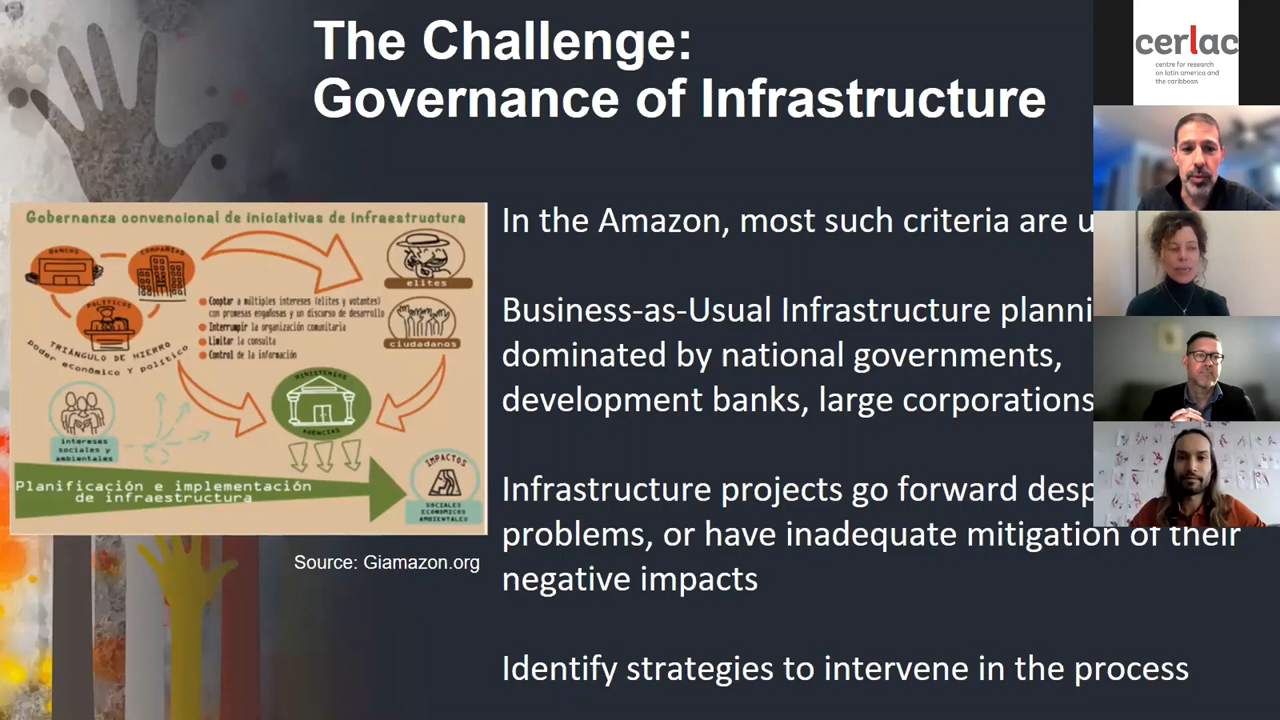 The Challenge:
Governance of Infrastructure
cerlac
centre for research
on latin america and
the caribbean
Gobernanza convencional de iniciativas de infraestructura
BANCOS
COMPAÑIAS
POLITICOS
TRIÁNGULO DE HIERRO
poder económico y político
Cooptar a múltiples intereses (elites y votantes)
con promesas engañosas y un discurso de desarrollo
Interrumpir la organización comunitaria
Limitar la consulta
Control de la información
elites
ciudadanos
MINISTERIOS
AGENCIAS
intereses
sociales y
ambientales
Planificación e implementación
de infraestructura
IMPACTOS
SOCIALES
ECONOMICOS
AMBIENTALES
Source: Giamazon.org
In the Amazon, most such criteria are
Business-as-Usual Infrastructure
dominated by national governments,
development banks, large corporations
Infrastructure projects go forward
problems, or have inadequate mitigation of their
negative impacts
Identify strategies to intervene in the process